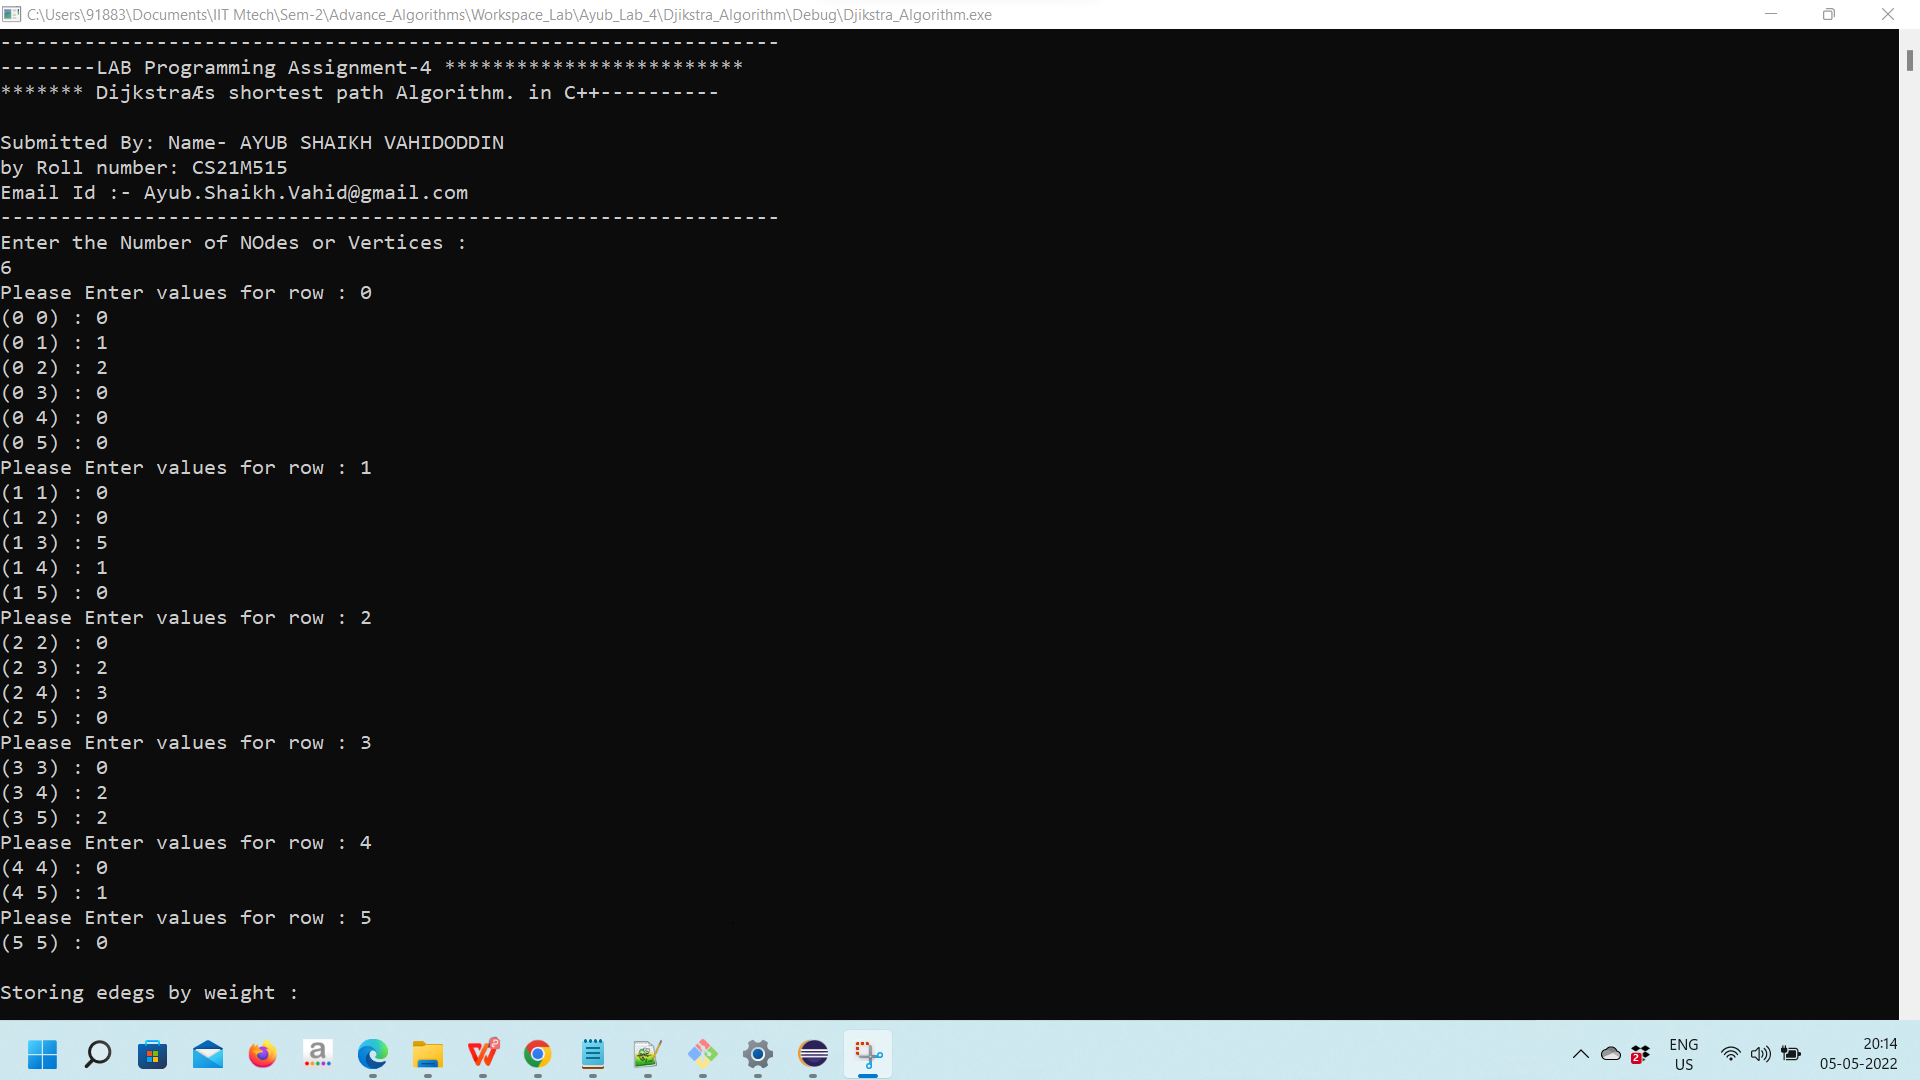 C:\Users\91883\Documents\IIT Mtech\Sem-2\Advance_Algorithms\Workspace_Lab\Ayub_Lab_4\Djikstra_Algorithm\Debug\Djikstra_Algorithm.exe
-----------------------------------------------------------------
--------LAB Programming Assignment-4 *************************
******* DijkstraÆs shortest path Algorithm. in C++----------
Submitted By: Name- AYUB SHAIKH VAHIDODDIN
by Roll number: CS21M515
Email Id :- Ayub.Shaikh.Vahid@gmail.com
-----------------------------------------------------------------
Enter the Number of NOdes or Vertices :
6
Please Enter values for row : 0
(0 0) : 0
(0 1) : 1
(0 2) : 2
(0 3) : 0
(0 4) : 0
(0 5) : 0
Please Enter values for row : 1
(1 1) : 0
(1 2) : 0
(1 3) : 5
(1 4) : 1
(1 5) : 0
Please Enter values for row : 2
(2 2) : 0
(2 3) : 2
(2 4) : 3
(2 5) : 0
Please Enter values for row : 3
(3 3) : 0
(3 4) : 2
(3 5) : 2
Please Enter values for row : 4
(4 4) : 0
(4 5) : 1
Please Enter values for row : 5
(5 5) : 0
Storing edegs by weight :
a
2
ENG
US
20:14
05-05-2022